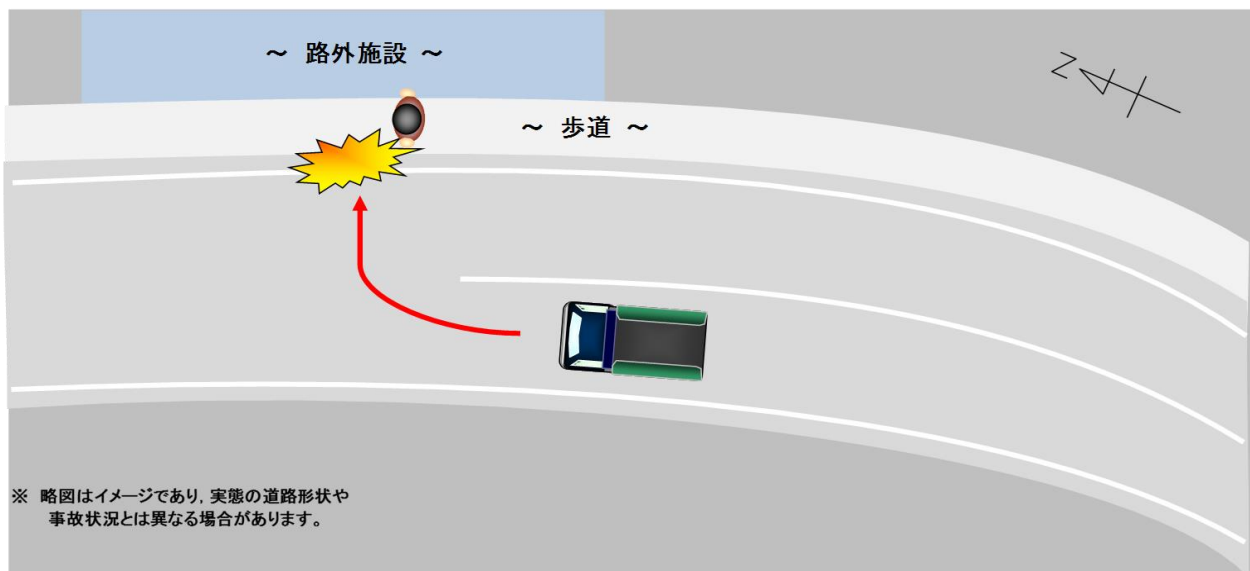 ～ 路外施設 ～
N
～ 歩道 ～
※ 略図はイメージであり, 実態の道路形状や
事故状況とは異なる場合があります。